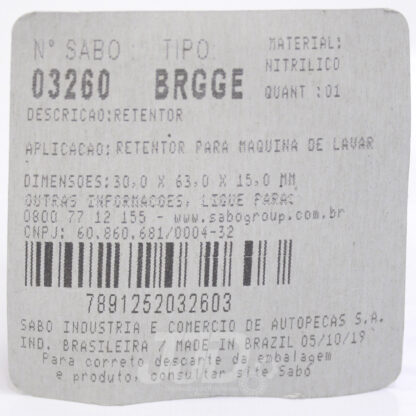 N° SABO TIPO MATERIAL:
NITRILICO
03260 BRGGE QUANT :01
DESCRICAO:RETENTOR
APLICACAO:RETENTOR PARA MAQUINA DE LAVAR
DIMENSOES:30,0 X 63,0 X 15,0 MM
OUTRAS INFORMACOES, LIGUE PARA:
0800 77 12 155 - www.sabogroup.com.br
CNPJ: 60.860.681/0004-32
7891252032603
SABO INDUSTRIA E COMERCIO DE AUTOPECAS S.A.
IND. BRASILEIRA / MADE IN BRAZIL 05/10/19
Para correto descarte da embalagem
e produto, consultar site Sabó